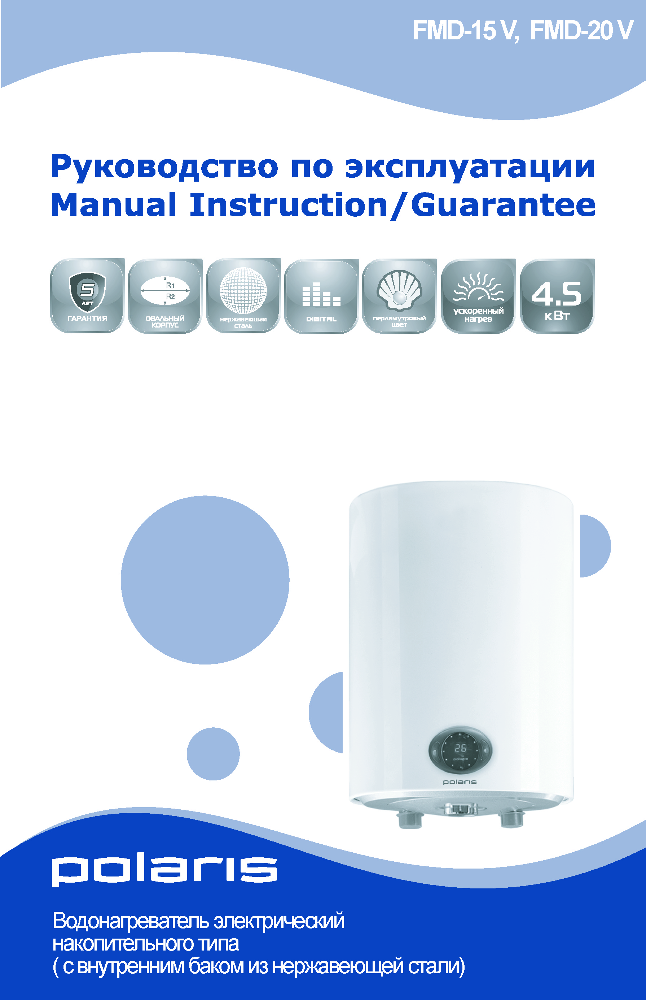 FMD-15 V, FMD-20 V
Руководство по эксплуатации
Manual Instruction/Guarantee
5
лет
ГАРАНТИЯ
R1
R2
ОВАЛЬНЫЙ
КОРПУС
нержавеющая
сталь
DIGITAL
перламутровый
цвет
ускоренный
нагрев
4.5
кВт
26
polaris
polaris
polaris
Водонагреватель электрический
накопительного типа
( с внутренним баком из нержавеющей стали)